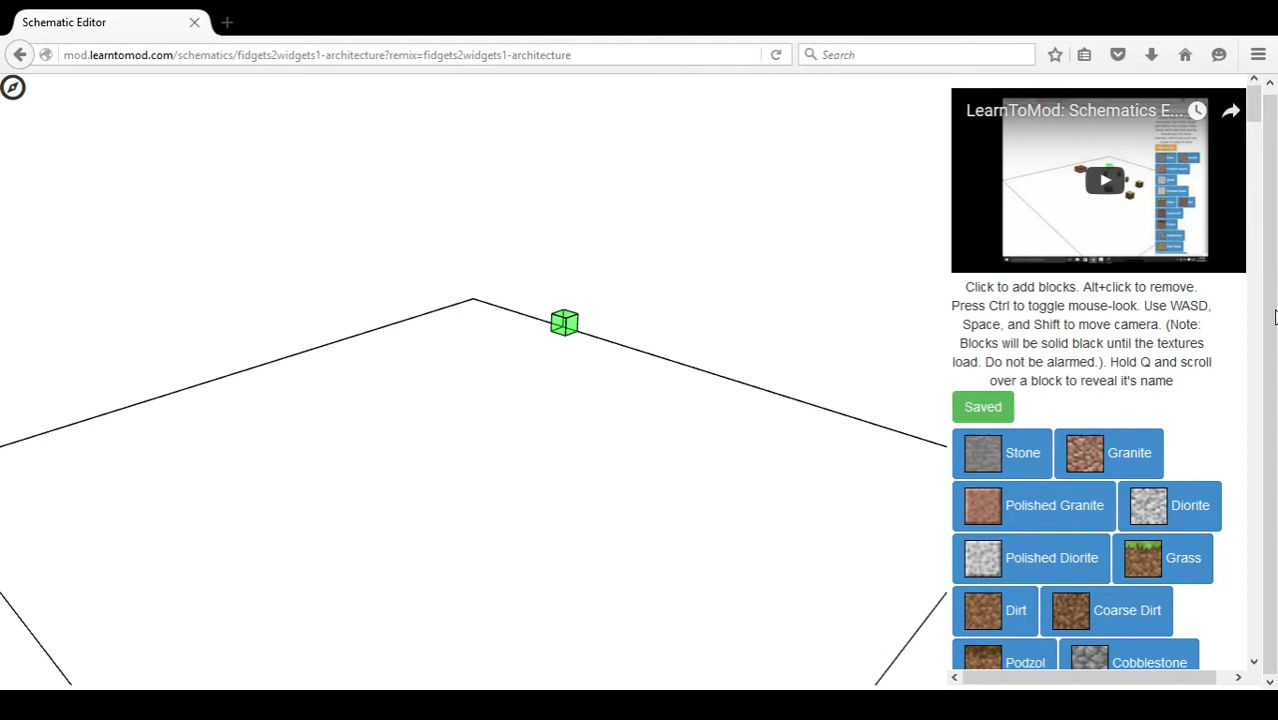 Schematic Editor
mod.learntomod.com/schematics/fidgets2widgets1-architecture?remix=fidgets2widgets1-architecture
Search
LearnToMod: Schematics E...
Click to add blocks. Alt+click to remove.
Press Ctrl to toggle mouse-look. Use WASD,
Space, and Shift to move camera. (Note:
Blocks will be solid black until the textures
load. Do not be alarmed.). Hold Q and scroll
over a block to reveal it's name
Saved
Stone Granite
Polished Granite Diorite
Polished Diorite Grass
Dirt Coarse Dirt
Podzol Cobblestone